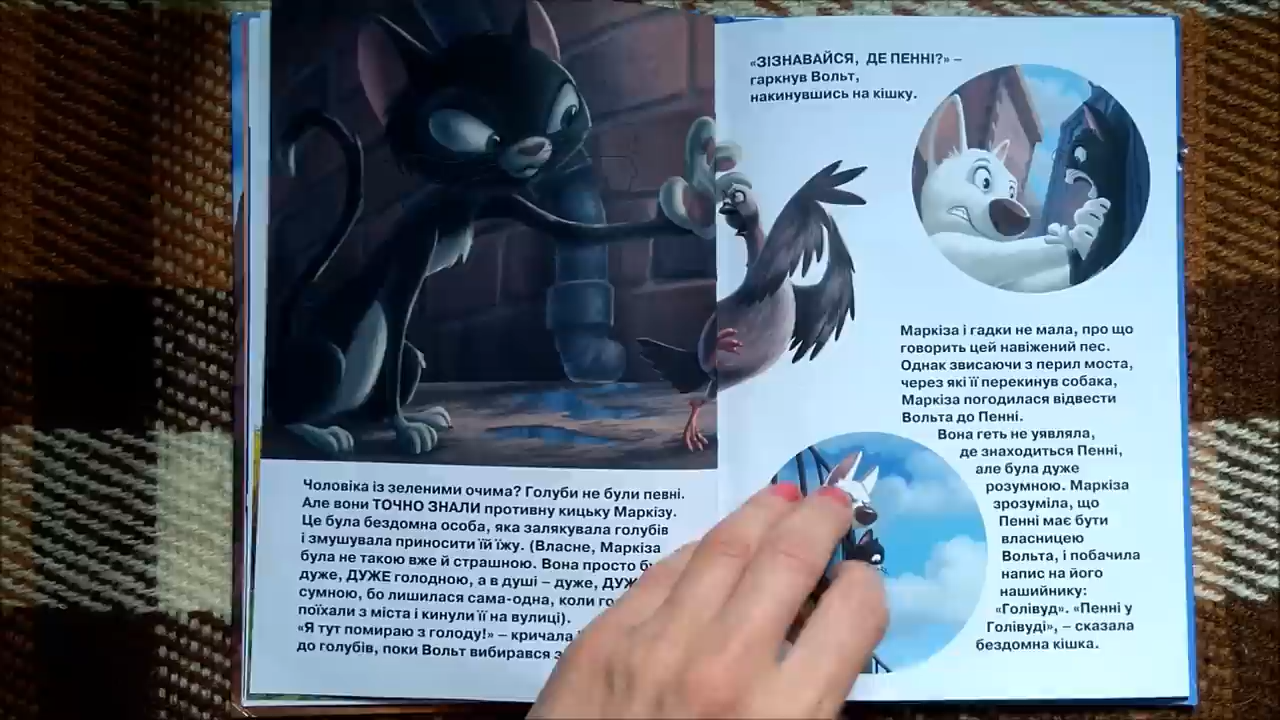 Чоловіка із зеленими очима? Голуби не були певні.
Але вони ТОЧНО ЗНАЛИ противну кицьку Маркізу.
Це була бездомна особа, яка залякувала голубів
і змушувала приносити їй їжу. (Власне, Маркіза
була не такою вже й страшною. Вона просто
дуже, ДУЖЕ голодною, а в душі – дуже,
сумною, бо лишилася сама-одна, коли
поїхали з міста і кинули її на вулиці).
«Я тут помираю з голоду!» – кричала
до голубів, поки Вольт вибирався
«ЗІЗНАВАЙСЯ, ДЕ ПЕННІ?» –
гаркнув Вольт,
накинувшись на кішку.
Маркіза і гадки не мала, про що
говорить цей навіжений пес.
Однак звисаючи з перил моста,
через які її перекинув собака,
Маркіза погодилася відвести
Вольта до Пенні.
Вона геть не уявляла,
де знаходиться Пенні,
але була дуже
розумною. Маркіза
зрозуміла, що
Пенні має бути
власницею
Вольта, і побачила
напис на його
нашийнику:
«Голівуд». «Пенні у
Голівуді», – сказала
бездомна кішка.